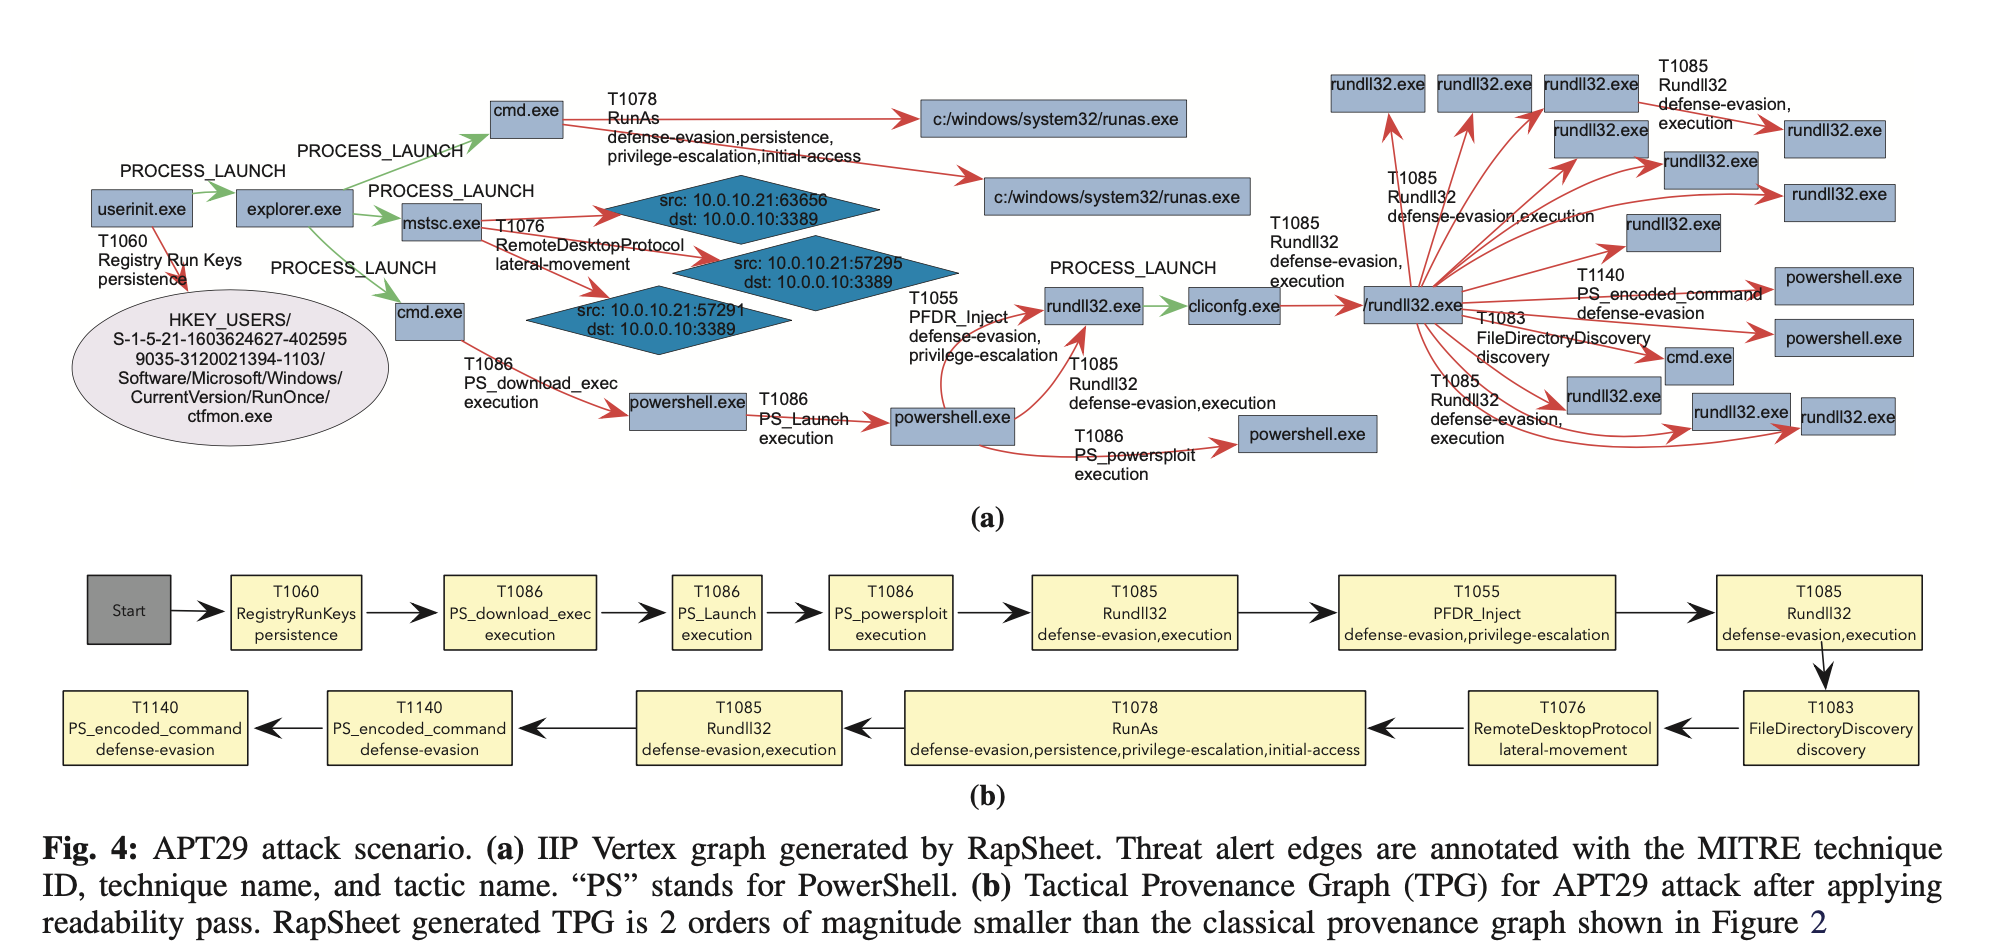 T1078
RunAs
defense-evasion,persistence,
privilege-escalation,initial-access
cmd.exe
c:/windows/system32/runas.exe
c:/windows/system32/runas.exe
PROCESS_LAUNCH
PROCESS_LAUNCH
PROCESS_LAUNCH
userinit.exe
explorer.exe
mstsc.exe
src: 10.0.10.21:63656
dst: 10.0.0.10:3389
T1076
RemoteDesktopProtocol
lateral-movement
src: 10.0.10.21:57295
dst: 10.0.0.10:3389
src: 10.0.10.21:57291
dst: 10.0.0.10:3389
T1060
Registry Run Keys
persistence
PROCESS_LAUNCH
HKEY_USERS/
S-1-5-21-1603624627-402595
9035-3120021394-1103/
Software/Microsoft/Windows/
CurrentVersion/RunOnce/
ctfmon.exe
cmd.exe
T1086
PS_download_exec
execution
powershell.exe
T1086
PS_Launch
execution
powershell.exe
T1055
PFDR_Inject
defense-evasion,
privilege-escalation
T1085
Rundll32
defense-evasion,execution
T1086
PS_powersploit
execution
powershell.exe
PROCESS_LAUNCH
rundll32.exe
cliconfg.exe
T1085
Rundll32
defense-evasion,
execution
/rundll32.exe
rundll32.exe
rundll32.exe
rundll32.exe
T1085
Rundll32
defense-evasion,
execution
rundll32.exe
rundll32.exe
rundll32.exe
rundll32.exe
T1085
Rundll32
defense-evasion,execution
rundll32.exe
T1140
PS_encoded_command
defense-evasion
powershell.exe
powershell.exe
T1083
FileDirectoryDiscovery
discovery
cmd.exe
T1085
Rundll32
defense-evasion,
execution
rundll32.exe
rundll32.exe
rundll32.exe
(a)
Start
T1060
RegistryRunKeys
persistence
T1086
PS_download_exec
execution
T1086
PS_Launch
execution
T1086
PS_powersploit
execution
T1085
Rundll32
defense-evasion,execution
T1055
PFDR_Inject
defense-evasion,privilege-escalation
T1085
Rundll32
defense-evasion,execution
T1083
FileDirectoryDiscovery
discovery
T1076
RemoteDesktopProtocol
lateral-movement
T1078
RunAs
defense-evasion,persistence,privilege-escalation,initial-access
T1085
Rundll32
defense-evasion,execution
T1140
PS_encoded_command
defense-evasion
T1140
PS_encoded_command
defense-evasion
(b)
Fig. 4: APT29 attack scenario. (a) IIP Vertex graph generated by RapSheet. Threat alert edges are annotated with the MITRE technique
ID, technique name, and tactic name. “PS” stands for PowerShell. (b) Tactical Provenance Graph (TPG) for APT29 attack after applying
readability pass. RapSheet generated TPG is 2 orders of magnitude smaller than the classical provenance graph shown in Figure 2